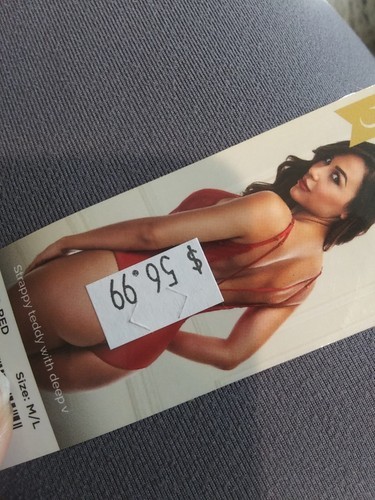 $ 56.99
Strappy teddy with deep v
RED
Size: M/L